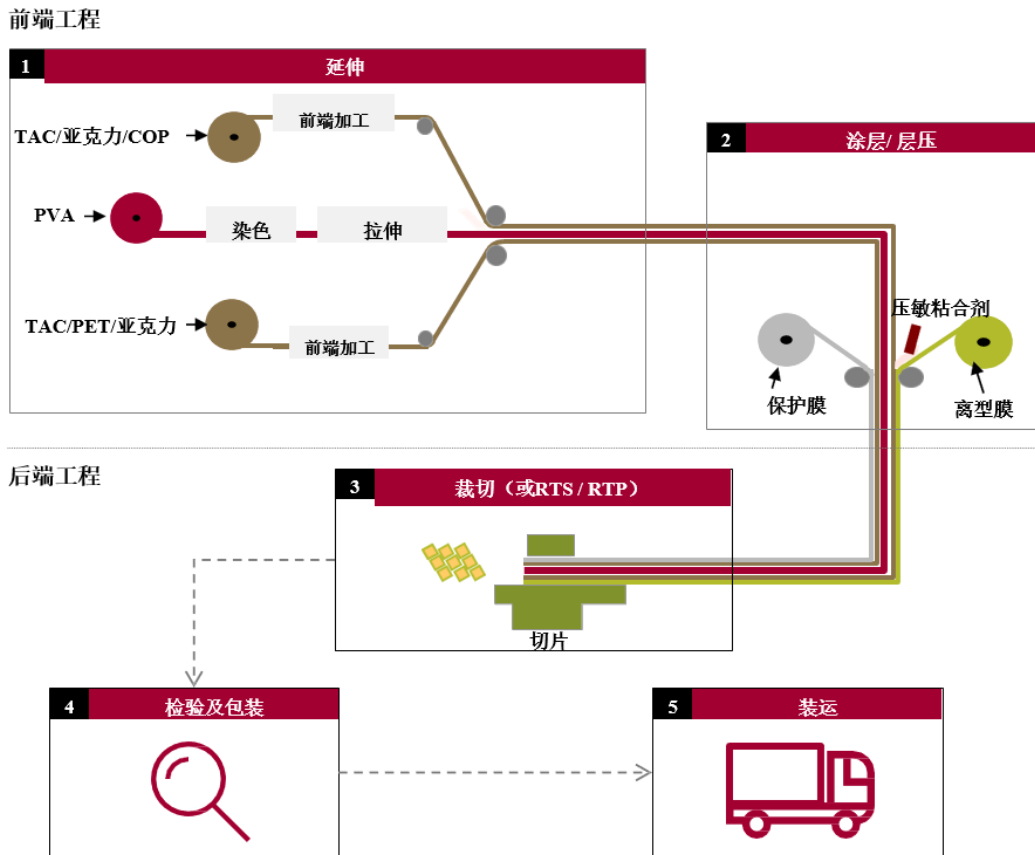 前端工程
1
延伸
TAC/亚克力/COP
前端加工
PVA
染色
拉伸
TAC/PET/亚克力
前端加工
2
涂层/ 层压
压敏粘合剂
保护膜
离型膜
后端工程
3
裁切（或RTS / RTP）
切片
4
检验及包装
5
装运